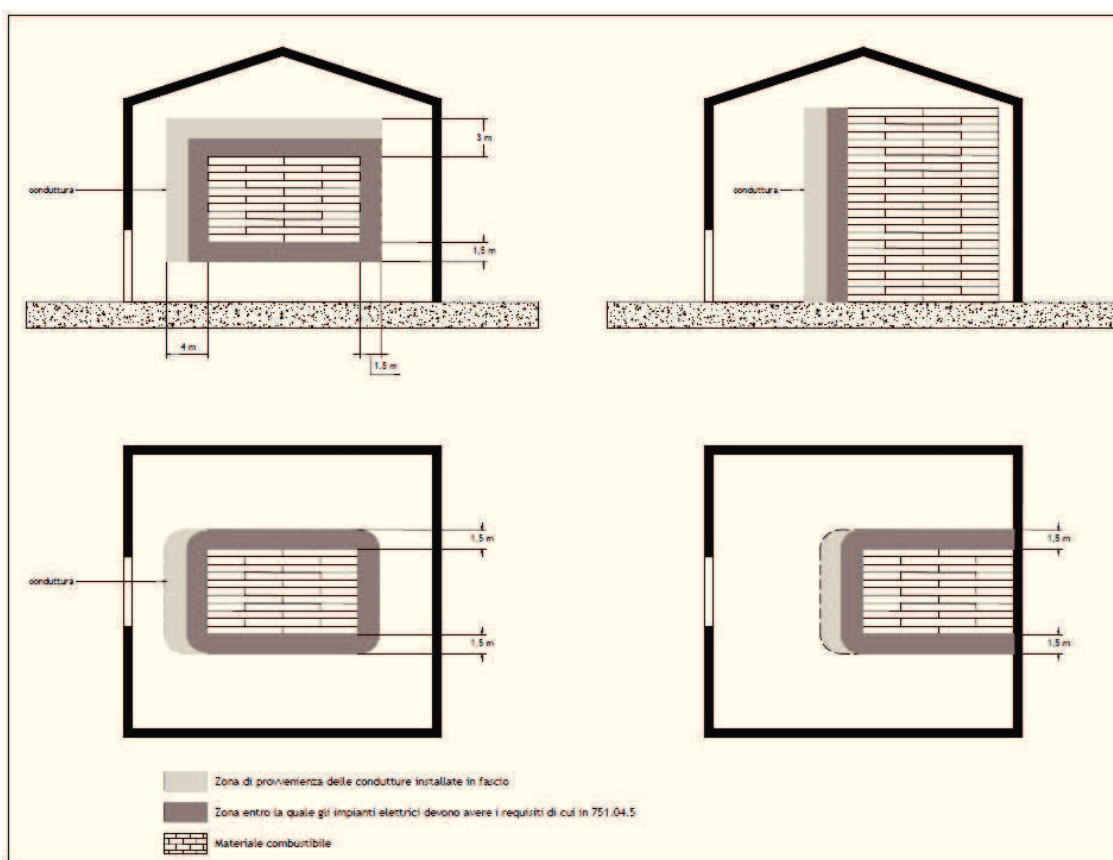 3 m
conduttura
conduttura
1,5 m
4 m
1,5 m
1,5 m
1,5 m
conduttura
1,5 m
1,5 m
Zona di provvenienza delle condutture installate in fascio
Zona entro la quale gli impianti elettrici devono avere i requisiti di cui in 751.04.5
Materiale combustibile